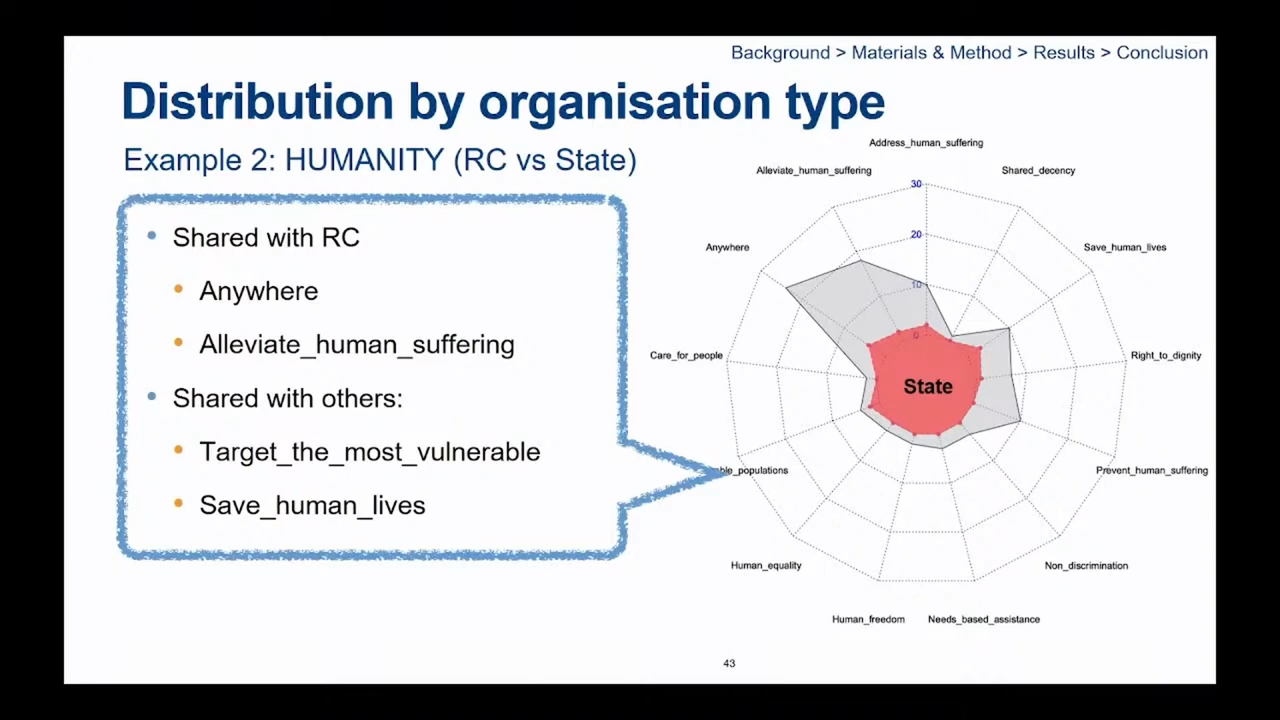 Background > Materials & Method > Results > Conclusion
Distribution by organisation type
Example 2: HUMANITY (RC vs State)
• Shared with RC
• Anywhere
• Alleviate_human_suffering
• Shared with others:
• Target_the_most_vulnerable
• Save_human_lives
Address_human_suffering
Alleviate_human_suffering
Shared_decency
30
Anywhere
Save_human_lives
20
10
0
Care_for_people
Right_to_dignity
State
ble_populations
Prevent_human_suffering
Human_equality
Non_discrimination
Human_freedom
Needs_based_assistance
43